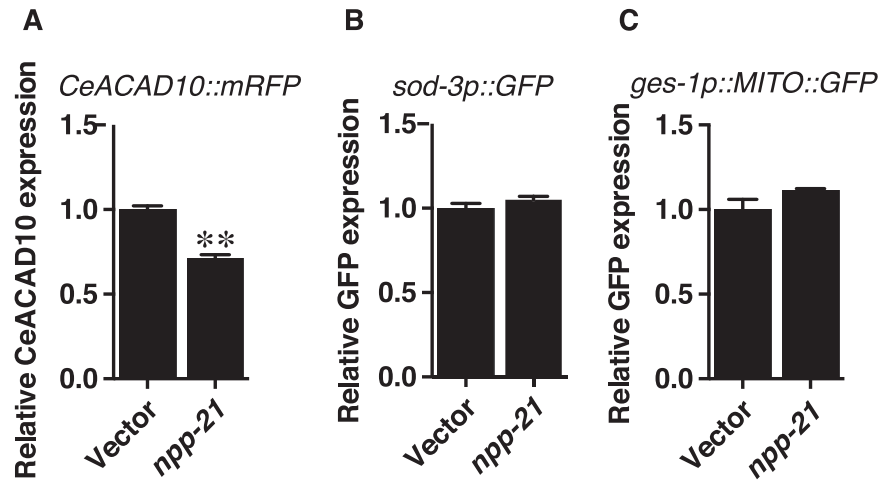 A
CeACAD10::mRFP
Relative CeACAD10 expression
1.5
1.0
0.5
0.0
**
Vector
npp-21
B
sod-3p::GFP
Relative GFP expression
1.5
1.0
0.5
0.0
Vector
npp-21
C
ges-1p::MITO::GFP
Relative GFP expression
1.5
1.0
0.5
0.0
Vector
npp-21